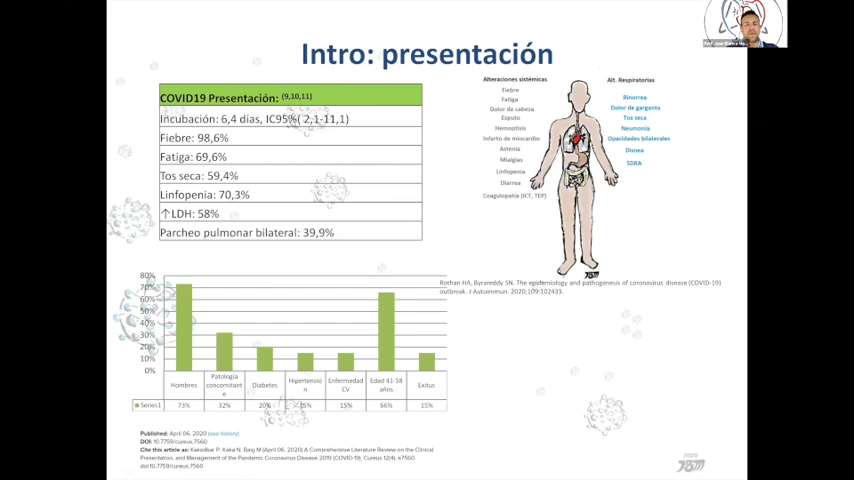 Intro: presentación
COVID19 Presentación: (9,10,11)
Incubación: 6,4 días, IC95%( 2,1-11,1)
Fiebre: 98,6%
Fatiga: 69,6%
Tos seca: 59,4%
Linfopenia: 70,3%
↑LDH: 58%
Parcheo pulmonar bilateral: 39,9%
Alteraciones sistémicas
Fiebre
Fatiga
Dolor de cabeza
Esputo
Hemoptisis
Infarto de miocardio
Astenia
Mialgias
Linfopenia
Diarrea
Coagulopatía (ICT, TEP)
Alt. Respiratorias
Rinorrea
Dolor de garganta
Tos seca
Neumonía
Opacidades bilaterales
Disnea
SDRA
Rothan HA, Byrareddy SN. The epidemiology and pathogenesis of coronavirus disease (COVID-19)
outbreak. J Autoimmun. 2020;109:102433.
80%
70%
60%
50%
40%
30%
20%
10%
0%
Hombres
Patología
concomitant
e
Diabetes
Hipertensió
n
Enfermedad
CV
Edad 41-58
años
Exitus
Series1 73% 32% 20% 15% 15% 66% 15%
Published: April 06, 2020 (see history)
DOI: 10.7759/cureus.7560
Cite this article as: Kakodkar P, Kaka N, Baig M (April 06, 2020) A Comprehensive Literature Review on the Clinical
Presentation, and Management of the Pandemic Coronavirus Disease 2019 (COVID-19). Cureus 12(4): e7560.
doi:10.7759/cureus.7560
2020